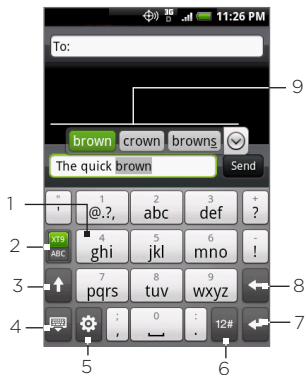 3G D 11:26 PM
To:
9
brown crown browns
The quick brown Send
" ' 1 @.?, 2 abc 3 def + ?
1
2 XT9 ABC 4 ghi 5 jkl 6 mno - !
3 7 pqrs 8 tuv 9 wxyz 8
4 ; , 0 : . 12# 7
5 6